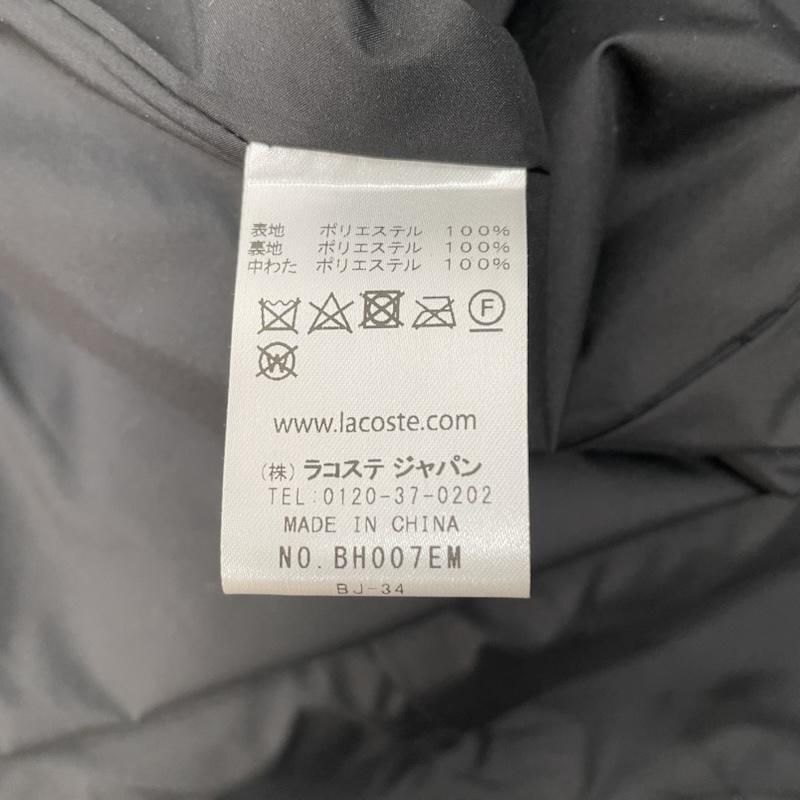 表地 ポリエステル 100%
裏地 ポリエステル 100%
中わた ポリエステル 100%
F
W
www.lacoste.com
(株) ラコステ ジャパン
TEL:0120-37-0202
MADE IN CHINA
NO.BH007EM
BJ-34